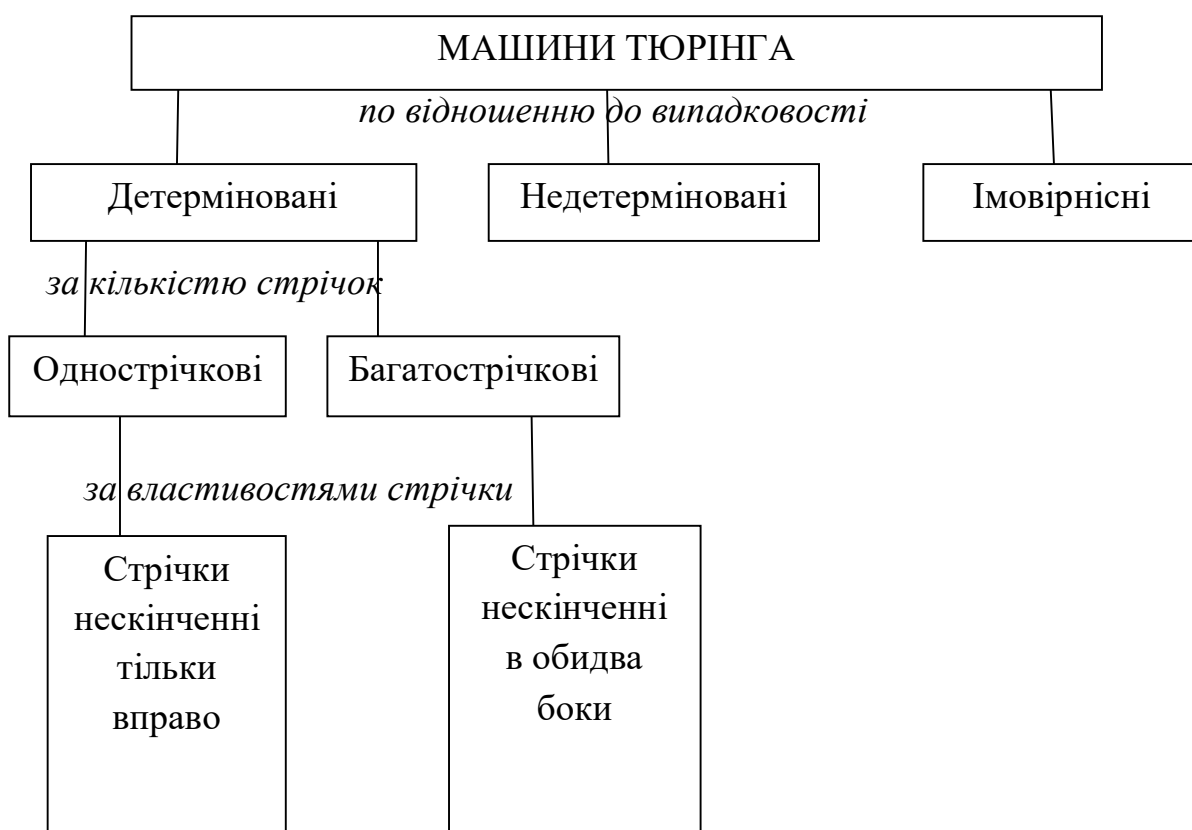 МАШИНИ ТЮРІНГА
по відношенню до випадковості
Детерміновані
Недетерміновані
Імовірнісні
за кількістю стрічок
Однострічкові
Багатострічкові
за властивостями стрічки
Стрічки
нескінченні
тільки
вправо
Стрічки
нескінченні
в обидва
боки